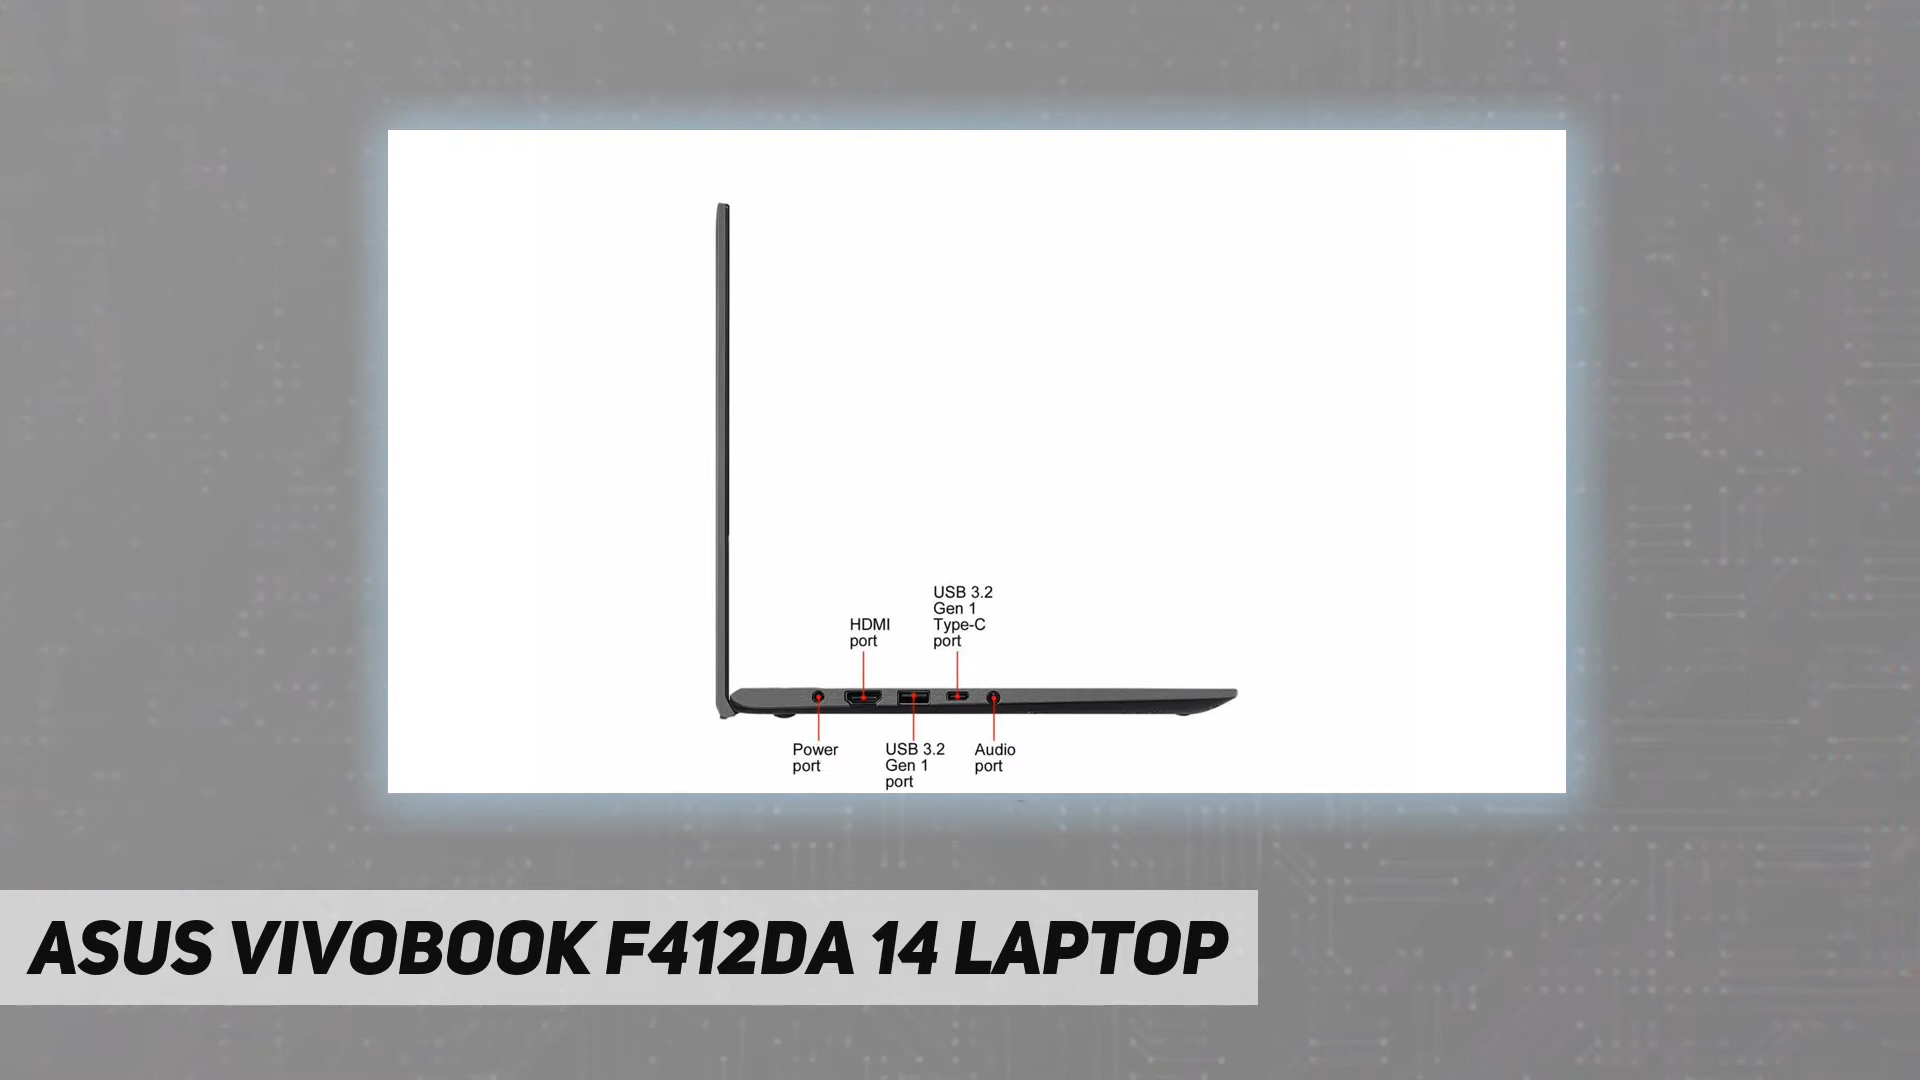 USB 3.2
Gen 1
Type-C
port
HDMI
port
Power
port
USB 3.2
Gen 1
port
Audio
port
ASUS VIVOBOOK F412DA 14 LAPTOP